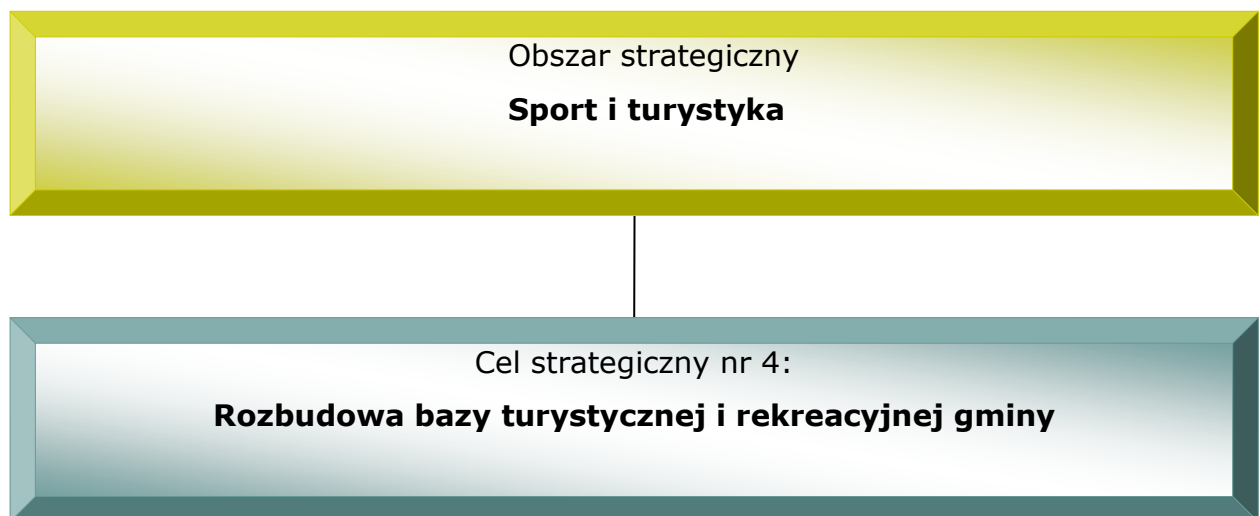 Obszar strategiczny
Sport i turystyka
Cel strategiczny nr 4:
Rozbudowa bazy turystycznej i rekreacyjnej gminy